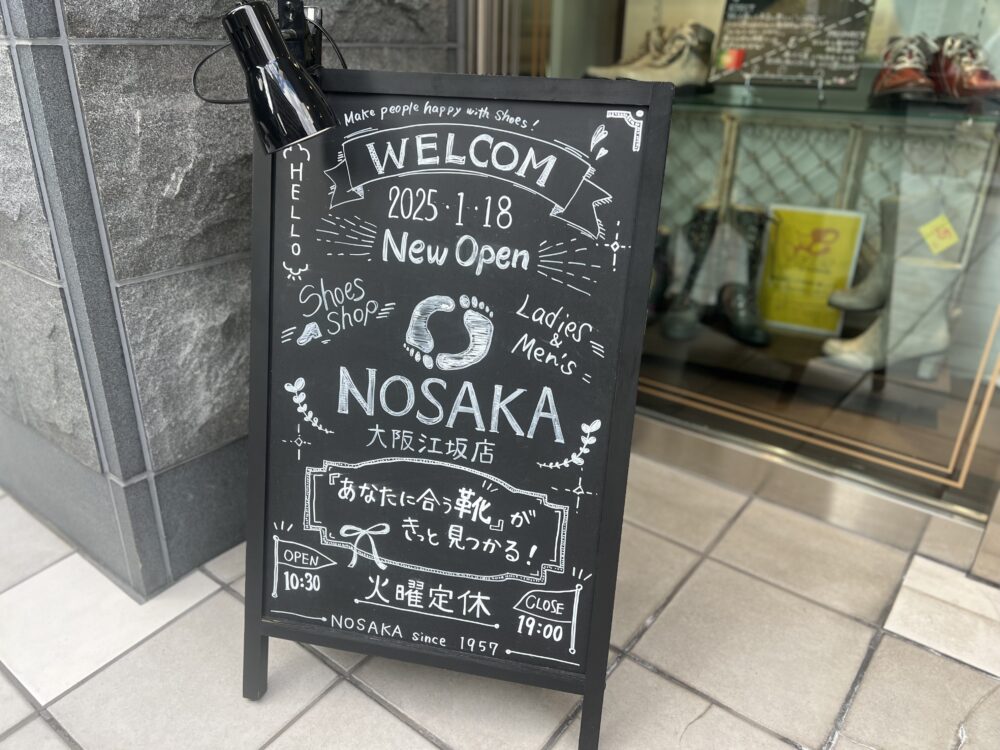 Make people happy with shoes!
WELCOM
HELLO
2025・1・18
New Open
Shoes
Shop
Ladies
&
Men's
NOSAKA
大阪江坂店
『あなたに合う靴』が
きっと見つかる!
OPEN
10:30
火曜定休
CLOSE
19:00
NOSAKA since 1957